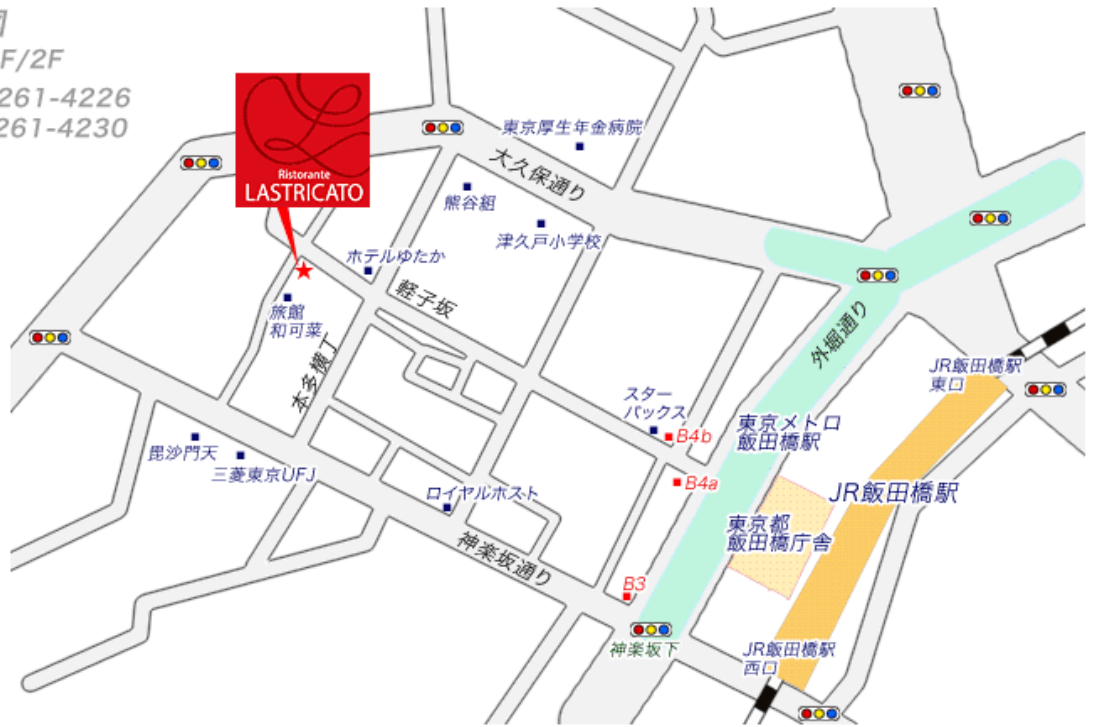 F/2F
261-4226
261-4230
Ristorante
LASTRICATO
東京厚生年金病院
大久保通り
熊谷組
津久戸小学校
ホテルゆたか
軽子坂
旅館
和可菜
本多横丁
外堀通り
JR飯田橋駅
東口
スター
バックス
B4b
東京メトロ
飯田橋駅
毘沙門天
三菱東京UFJ
B4a
ロイヤルホスト
JR飯田橋駅
東京都
飯田橋庁舎
神楽坂通り
B3
神楽坂下
JR飯田橋駅
西口